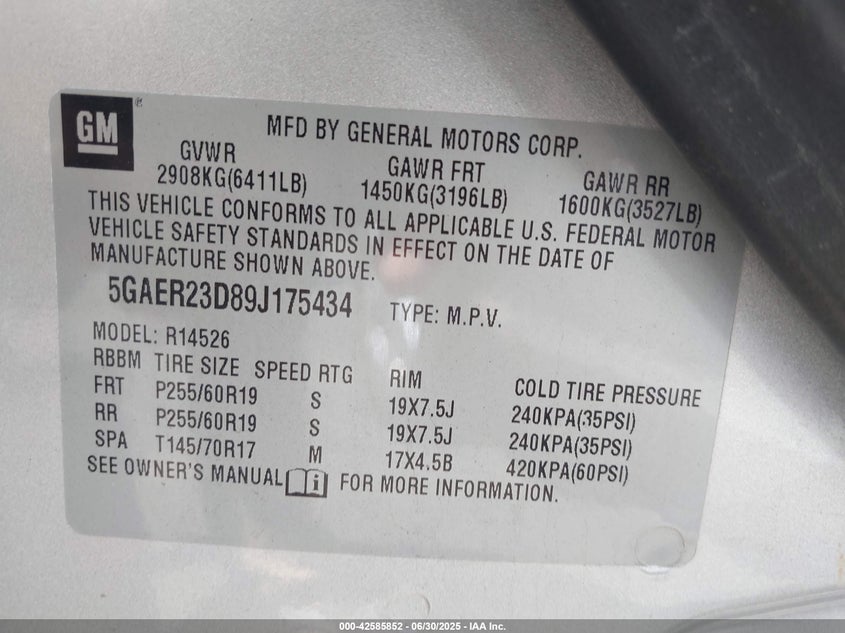 GM
MFD BY GENERAL MOTORS CORP.
GVWR GAWR FRT GAWR RR
2908KG(6411LB) 1450KG(3196LB) 1600KG(3527LB)
THIS VEHICLE CONFORMS TO ALL APPLICABLE U.S. FEDERAL MOTOR
VEHICLE SAFETY STANDARDS IN EFFECT ON THE DATE OF
MANUFACTURE SHOWN ABOVE.
5GAER23D89J175434 TYPE: M.P.V.
MODEL: R14526
RBBM TIRE SIZE SPEED RTG RIM COLD TIRE PRESSURE
FRT P255/60R19 S 19X7.5J 240KPA(35PSI)
RR P255/60R19 S 19X7.5J 240KPA(35PSI)
SPA T145/70R17 M 17X4.5B 420KPA(60PSI)
SEE OWNER'S MANUAL i FOR MORE INFORMATION.
000-42585852 - 06/30/2025 - IAA Inc.